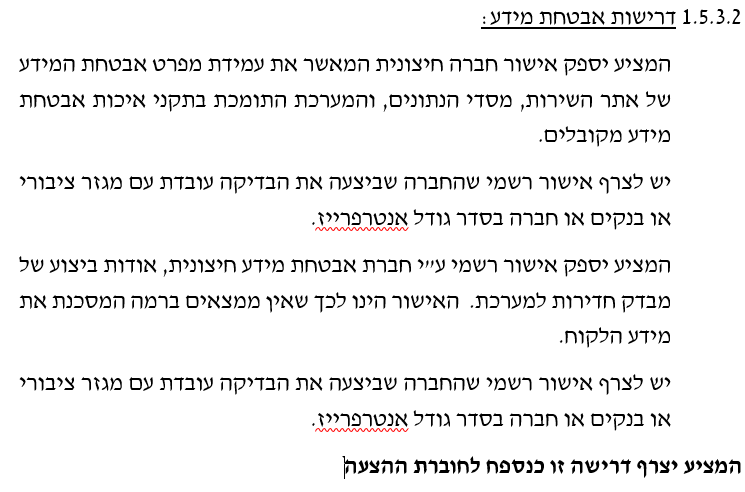 1.5.3.2 דרישות אבטחת מידע:
המציע יספק אישור חברה חיצונית המאשר את עמידת מפרט אבטחת המידע
של אתר השירות, מסדי הנתונים, והמערכת התומכת בתקני איכות אבטחת
מידע מקובלים.
יש לצרף אישור רשמי שהחברה שביצעה את הבדיקה עובדת עם מגזר ציבורי
או בנקים או חברה בסדר גודל אנטרפרייז.
המציע יספק אישור רשמי ע״י חברת אבטחת מידע חיצונית, אודות ביצוע של
מבדק חדירות למערכת. האישור הינו לכך שאין ממצאים ברמה המסכנת את
מידע הלקוח.
יש לצרף אישור רשמי שהחברה שביצעה את הבדיקה עובדת עם מגזר ציבורי
או בנקים או חברה בסדר גודל אנטרפרייז.
המציע יצרף דרישה זו כנספח לחוברת ההצעה